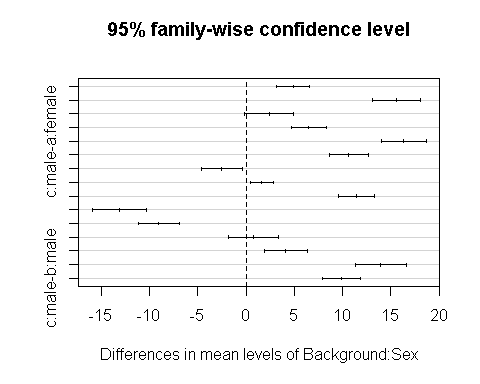 95% family-wise confidence level
c:male-a:female
c:male-b:male
-15 -10 -5 0 5 10 15 20
Differences in mean levels of Background:Sex